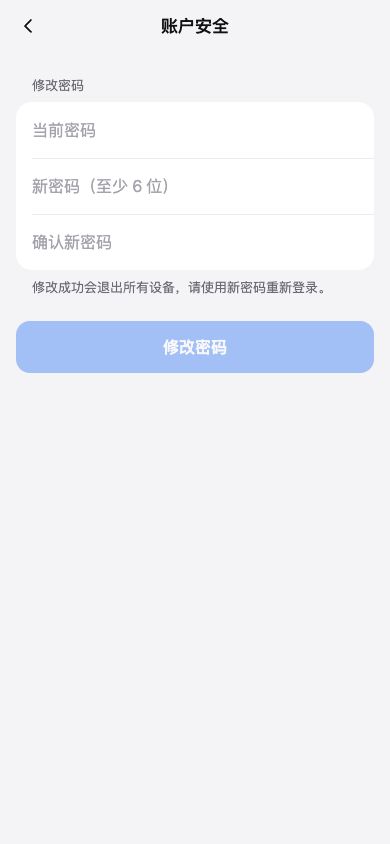 账户安全
修改密码
当前密码
新密码（至少 6 位）
确认新密码
修改成功会退出所有设备，请使用新密码重新登录。
修改密码